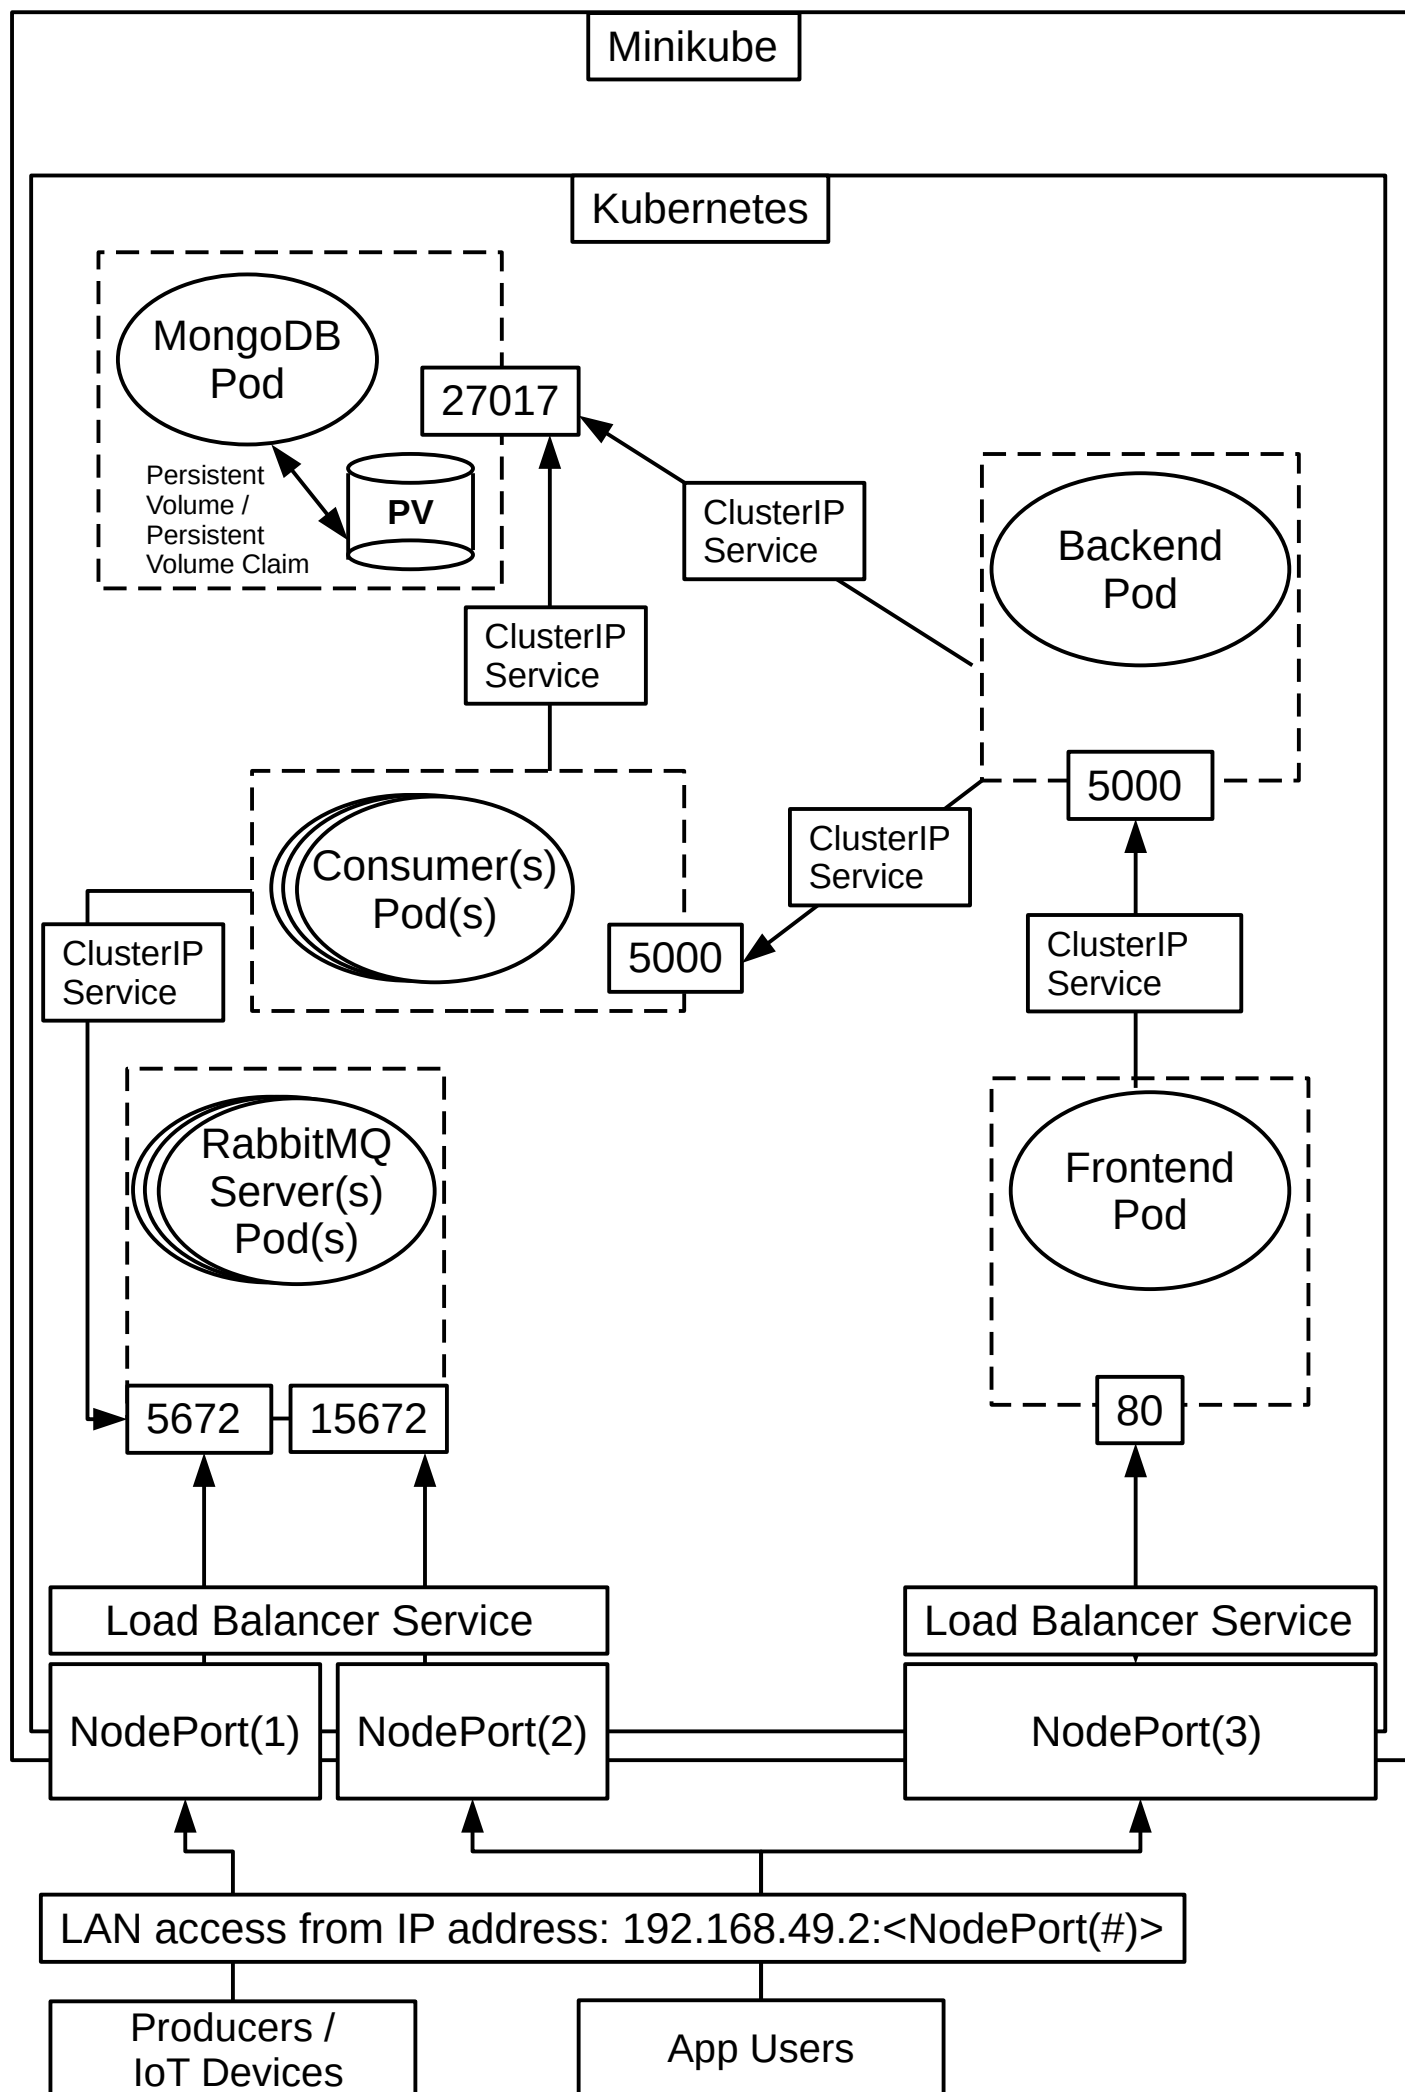 Minikube
Kubernetes
MongoDB
Pod
27017
Persistent
Volume /
Persistent
Volume Claim
PV
ClusterIP
Service
Backend
Pod
ClusterIP
Service
5000
ClusterIP
Service
Consumer(s)
Pod(s)
5000
ClusterIP
Service
ClusterIP
Service
RabbitMQ
Server(s)
Pod(s)
Frontend
Pod
5672
15672
80
Load Balancer Service
Load Balancer Service
NodePort(1)
NodePort(2)
NodePort(3)
LAN access from IP address: 192.168.49.2:<NodePort(#)>
Producers /
IoT Devices
App Users